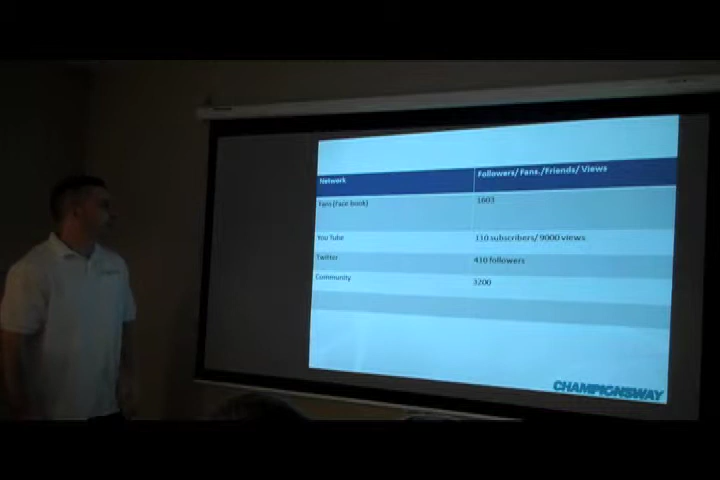 Network Followers/ Fans./Friends/ Views
Fans (Face book) 1603
You Tube 110 subscribers/ 9000 views
Twitter 410 followers
Community 3200
CHAMPIONSWAY